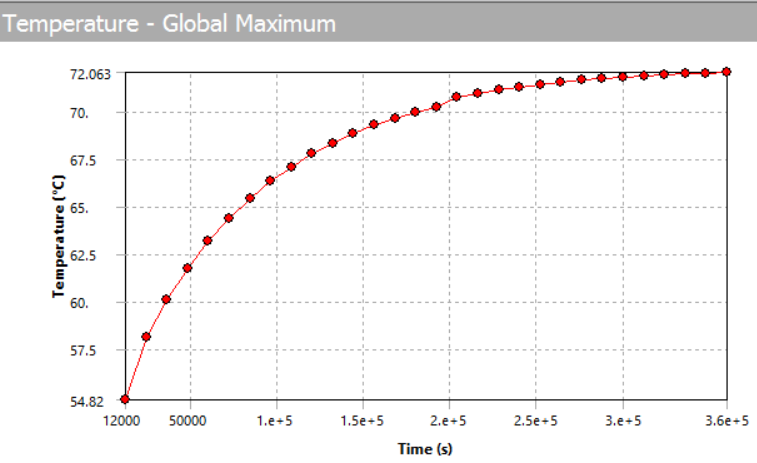 Temperature - Global Maximum
72.063
70.
67.5
65.
62.5
60.
57.5
54.82
Temperature (°C)
12000 50000 1.e+5 1.5e+5 2.e+5 2.5e+5 3.e+5 3.6e+5
Time (s)